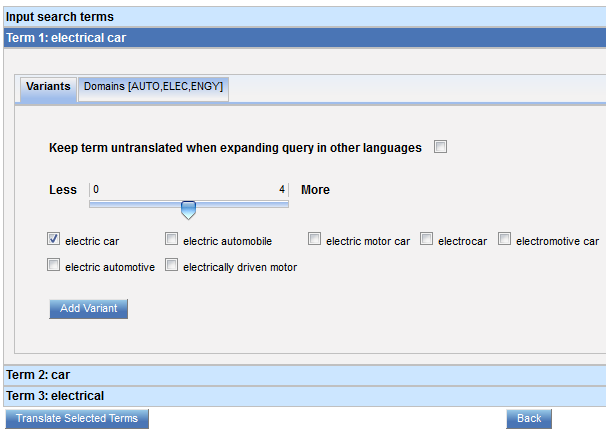 Input search terms
Term 1: electrical car
Variants Domains [AUTO,ELEC,ENGY]
Keep term untranslated when expanding query in other languages
Less 0 4 More
electric car electric automobile electric motor car electrocar electromotive car
electric automotive electrically driven motor
Add Variant
Term 2: car
Term 3: electrical
Translate Selected Terms Back